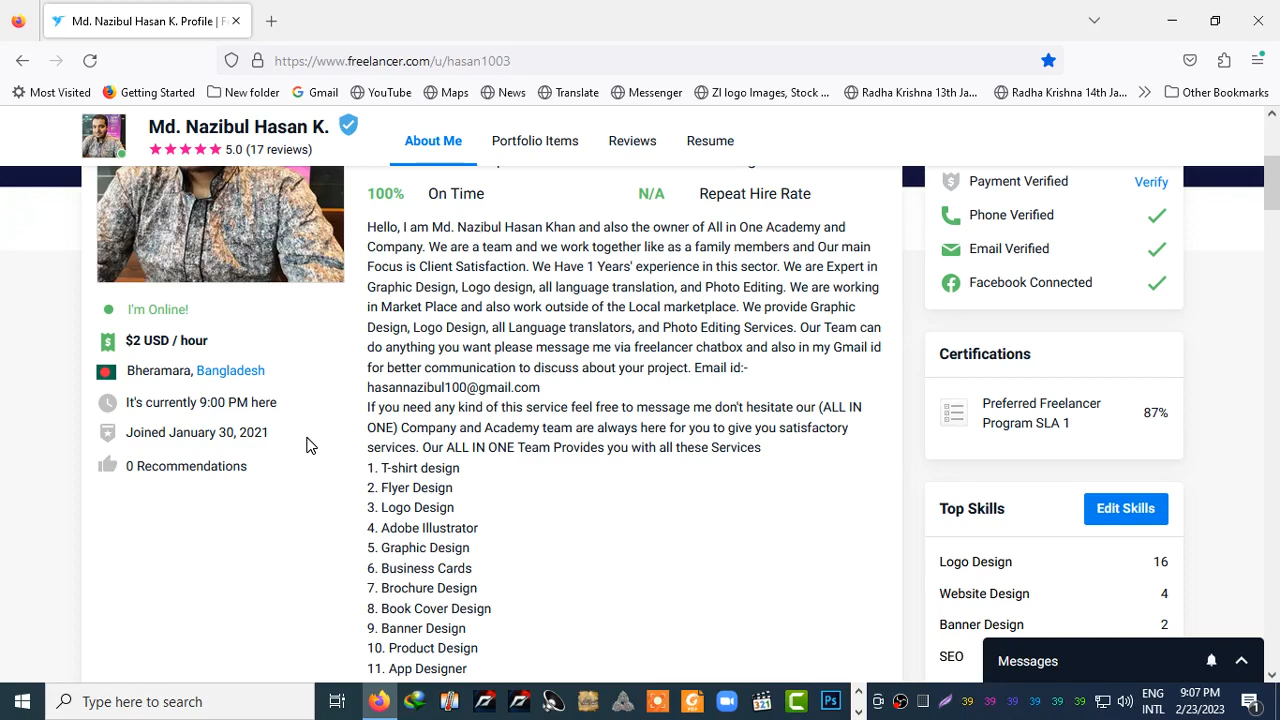 Md. Nazibul Hasan K. Profile | F
https://www.freelancer.com/u/hasan1003
Most Visited
Getting Started
New folder
Gmail
YouTube
Maps
News
Translate
Messenger
ZI logo Images, Stock ...
Radha Krishna 13th Ja...
Radha Krishna 14th Ja...
Other Bookmarks
Md. Nazibul Hasan K.
5.0 (17 reviews)
About Me
Portfolio Items
Reviews
Resume
100% On Time
N/A Repeat Hire Rate
I'm Online!
$2 USD / hour
Bheramara, Bangladesh
It's currently 9:00 PM here
Joined January 30, 2021
0 Recommendations
Hello, I am Md. Nazibul Hasan Khan and also the owner of All in One Academy and
Company. We are a team and we work together like as a family members and Our main
Focus is Client Satisfaction. We Have 1 Years' experience in this sector. We are Expert in
Graphic Design, Logo design, all language translation, and Photo Editing. We are working
in Market Place and also work outside of the Local marketplace. We provide Graphic
Design, Logo Design, all Language translators, and Photo Editing Services. Our Team can
do anything you want please message me via freelancer chatbox and also in my Gmail id
for better communication to discuss about your project. Email id:-
hasannazibul100@gmail.com
If you need any kind of this service feel free to message me don't hesitate our (ALL IN
ONE) Company and Academy team are always here for you to give you satisfactory
services. Our ALL IN ONE Team Provides you with all these Services
1. T-shirt design
2. Flyer Design
3. Logo Design
4. Adobe Illustrator
5. Graphic Design
6. Business Cards
7. Brochure Design
8. Book Cover Design
9. Banner Design
10. Product Design
11. App Designer
Payment Verified Verify
Phone Verified
Email Verified
Facebook Connected
Certifications
Preferred Freelancer
Program SLA 1
87%
Top Skills
Edit Skills
Logo Design 16
Website Design 4
Banner Design 2
SEO
Messages
Type here to search
321
Ps
39
39
39
39
39
39
ENG
INTL
9:07 PM
2/23/2023
1